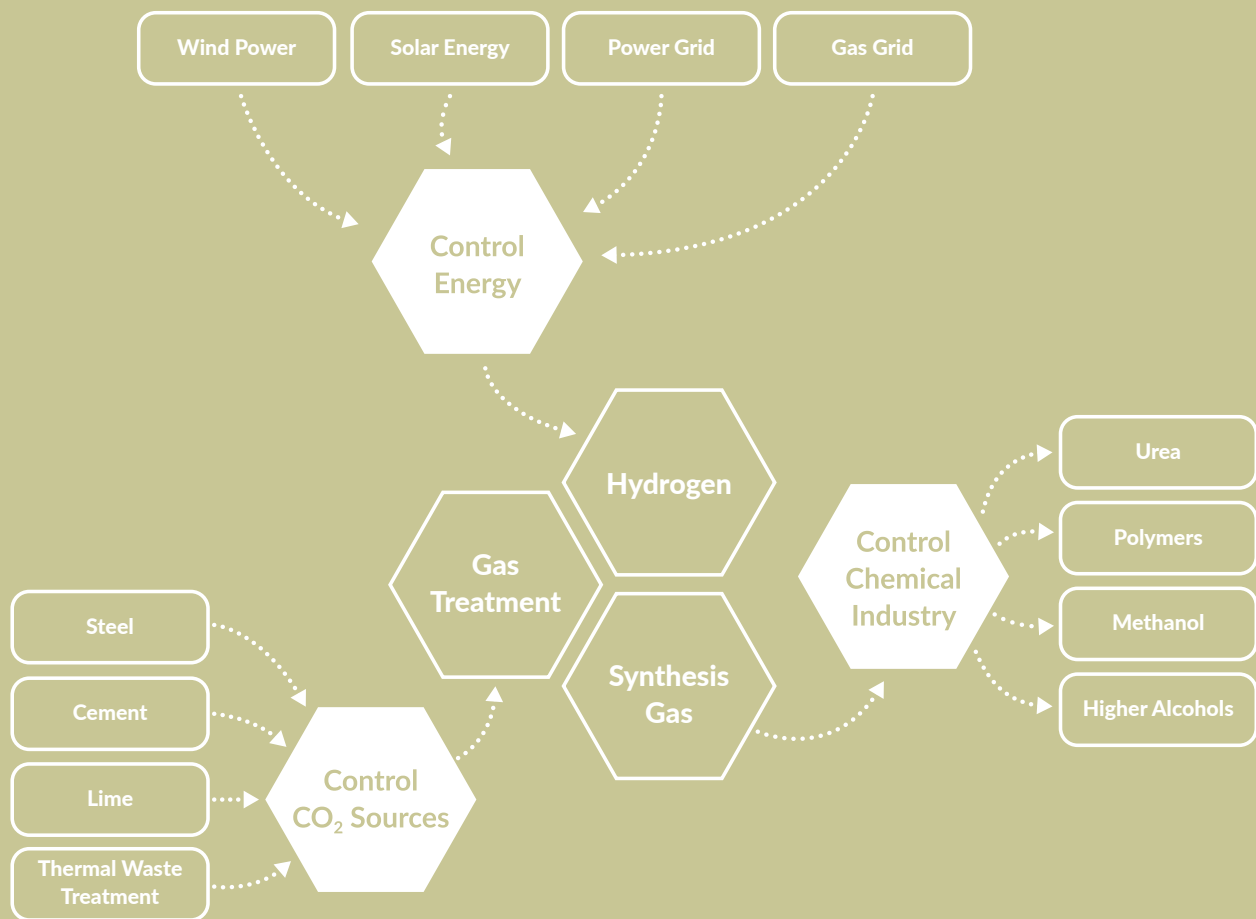 Wind Power
Solar Energy
Power Grid
Gas Grid
Control
Energy
Hydrogen
Gas
Treatment
Synthesis
Gas
Control
Chemical
Industry
Urea
Polymers
Methanol
Higher Alcohols
Steel
Cement
Lime
Thermal Waste
Treatment
Control
CO₂ Sources